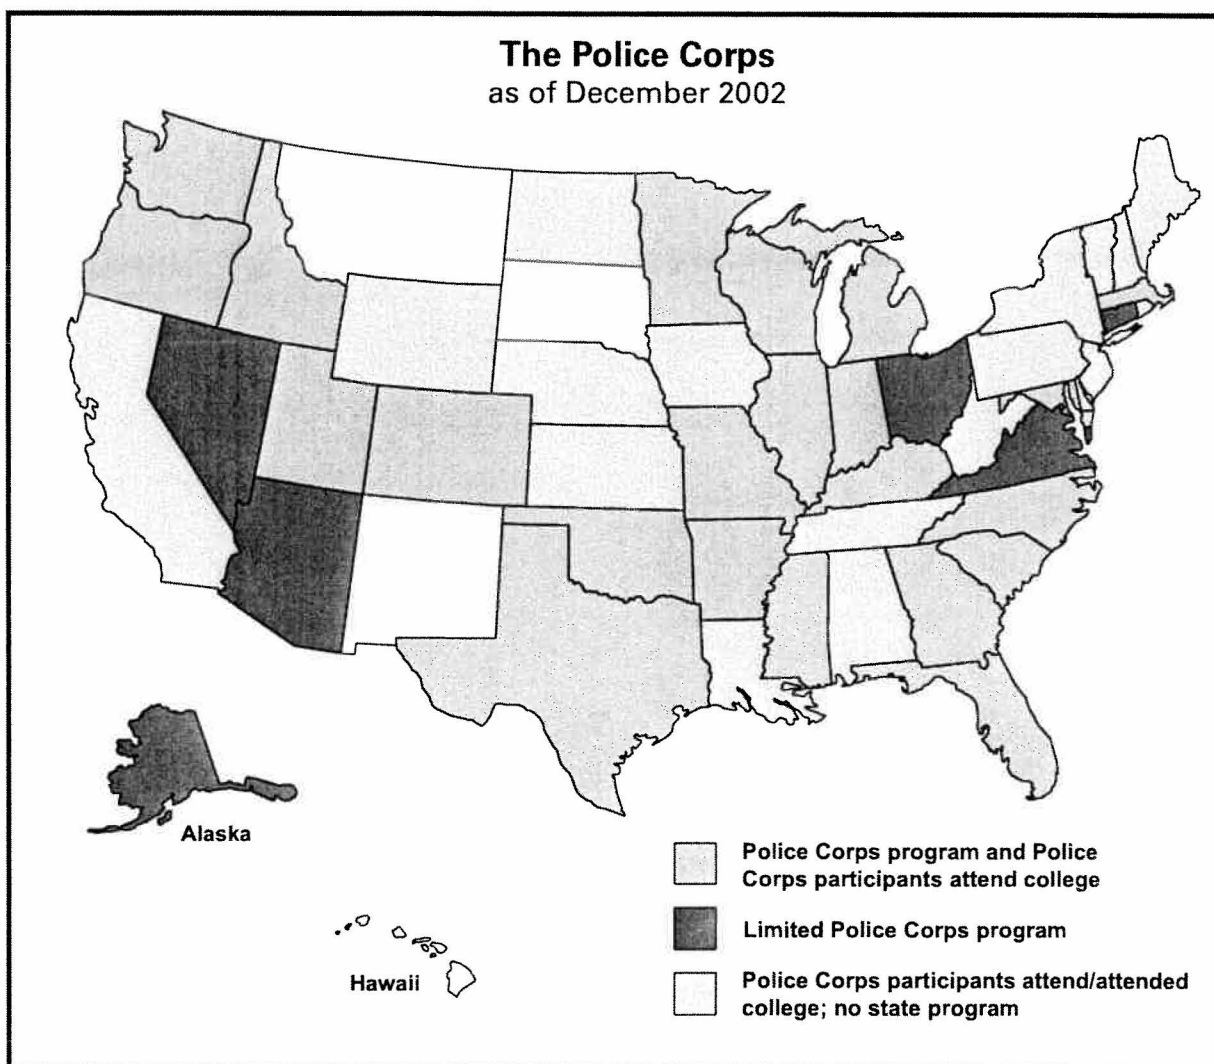 The Police Corps
as of December 2002
Alaska
Hawaii
Police Corps program and Police
Corps participants attend college
Limited Police Corps program
Police Corps participants attend/attended
college; no state program